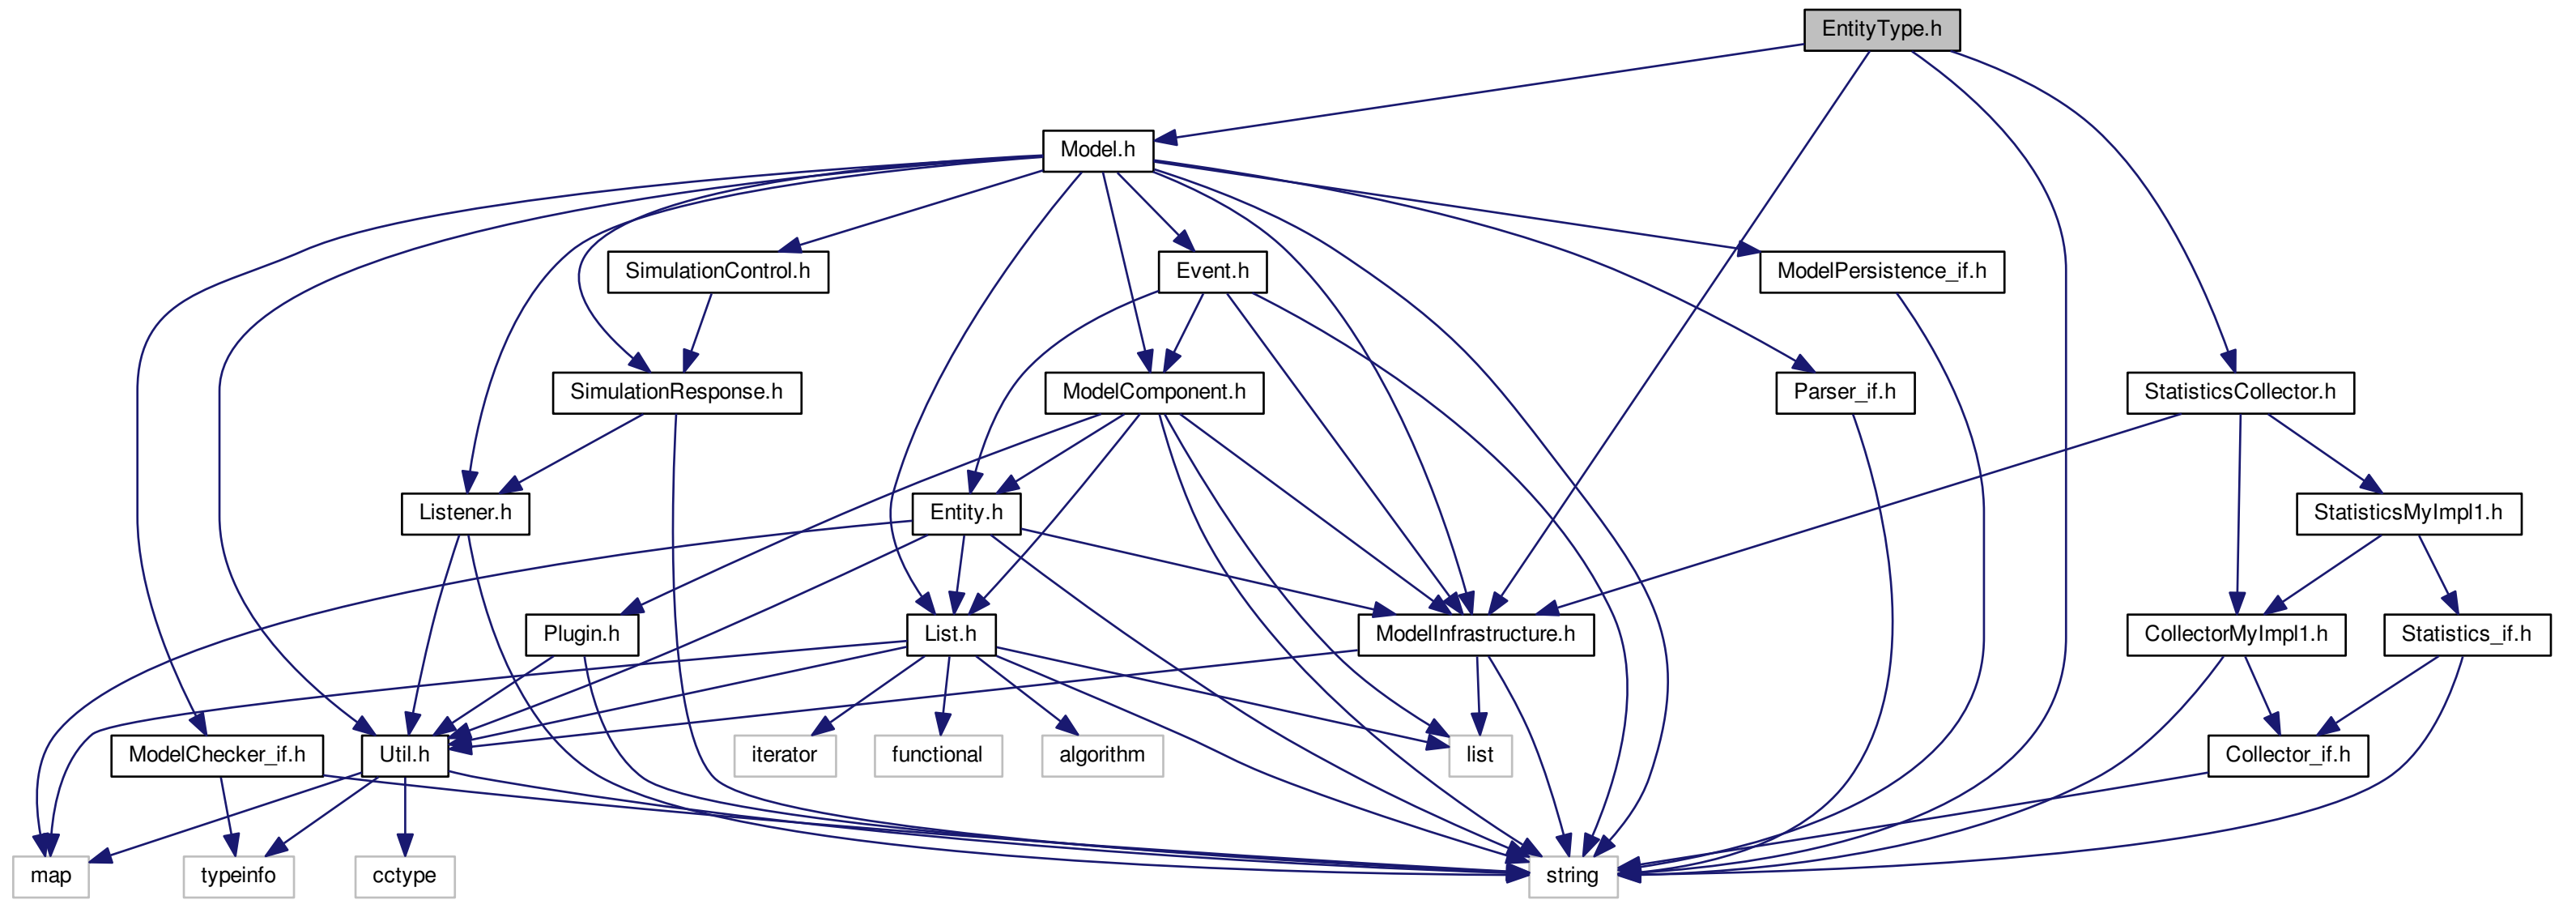 EntityType.h
Model.h
SimulationControl.h
Event.h
ModelPersistence_if.h
SimulationResponse.h
ModelComponent.h
Parser_if.h
StatisticsCollector.h
Listener.h
Entity.h
StatisticsMyImpl1.h
Plugin.h
List.h
ModelInfrastructure.h
CollectorMyImpl1.h
Statistics_if.h
ModelChecker_if.h
Util.h
iterator
functional
algorithm
list
Collector_if.h
map
typeinfo
cctype
string